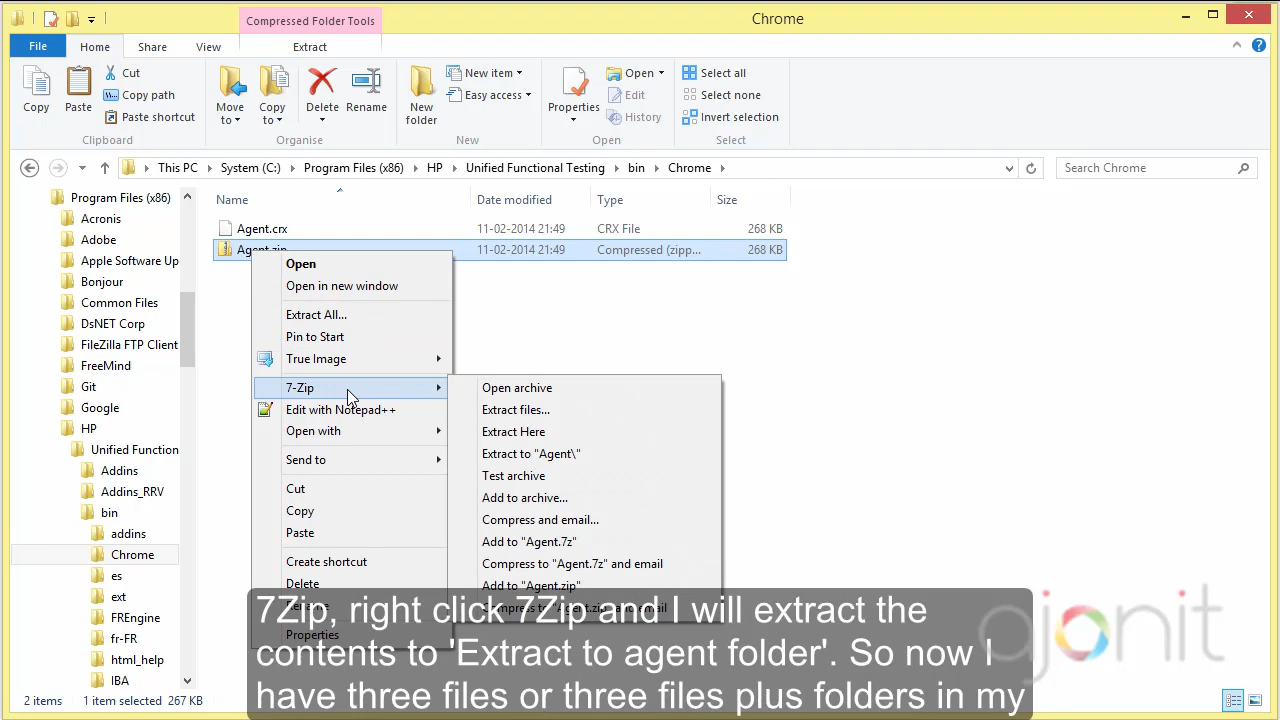 Compressed Folder Tools
Chrome
File
Home
Share
View
Extract
Copy
Paste
Cut
Copy path
Paste shortcut
Clipboard
Move to
Copy to
Delete
Rename
Organise
New folder
New item
Easy access
New
Properties
Open
Edit
History
Open
Select all
Select none
Invert selection
Select
This PC
System (C:)
Program Files (x86)
HP
Unified Functional Testing
bin
Chrome
Search Chrome
Program Files (x86)
Acronis
Adobe
Apple Software Up
Bonjour
Common Files
DsNET Corp
FileZilla FTP Client
FreeMind
Git
Google
HP
Unified Function
Addins
Addins_RRV
bin
addins
Chrome
es
ext
FREngine
fr-FR
html_help
IBA
Name Date modified Type Size
Agent.crx 11-02-2014 21:49 CRX File 268 KB
Agent.zip 11-02-2014 21:49 Compressed (zipp... 268 KB
Open
Open in new window
Extract All...
Pin to Start
True Image
7-Zip
Edit with Notepad++
Open with
Send to
Cut
Copy
Paste
Create shortcut
Delete
Rename
Properties
Open archive
Extract files...
Extract Here
Extract to "Agent\"
Test archive
Add to archive...
Compress and email...
Add to "Agent.7z"
Compress to "Agent.7z" and email
Add to "Agent.zip"
Compress to "Agent.zip" and email
7Zip, right click 7Zip and I will extract the
contents to 'Extract to agent folder'. So now I
have three files or three files plus folders in my
ajonit
2 items
1 item selected 267 KB